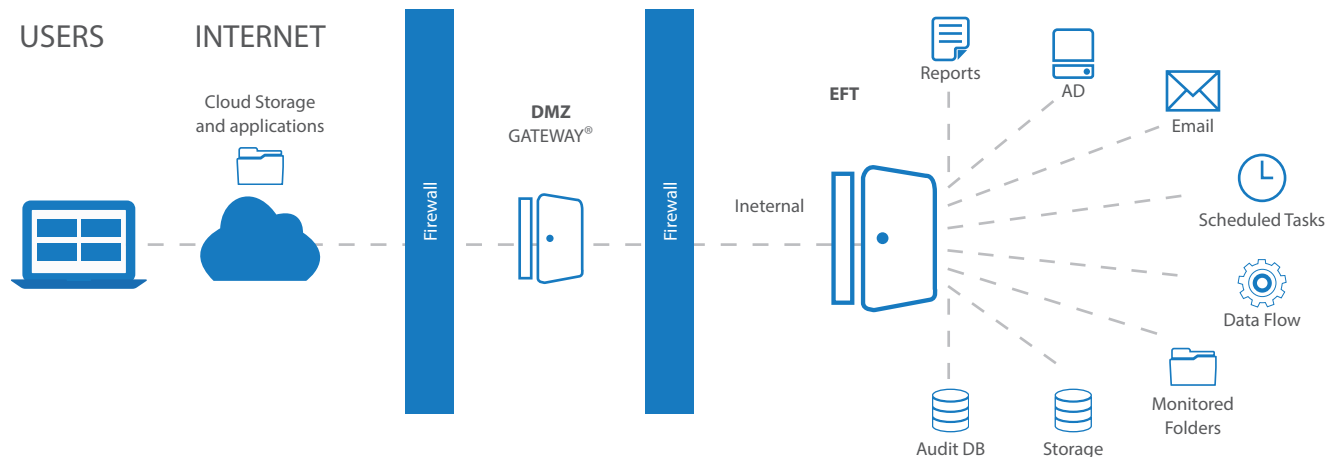 USERS
INTERNET
Cloud Storage
and applications
Firewall
DMZ
GATEWAY®
Firewall
Ineternal
EFT
Reports
AD
Email
Scheduled Tasks
Data Flow
Monitored
Folders
Storage
Audit DB